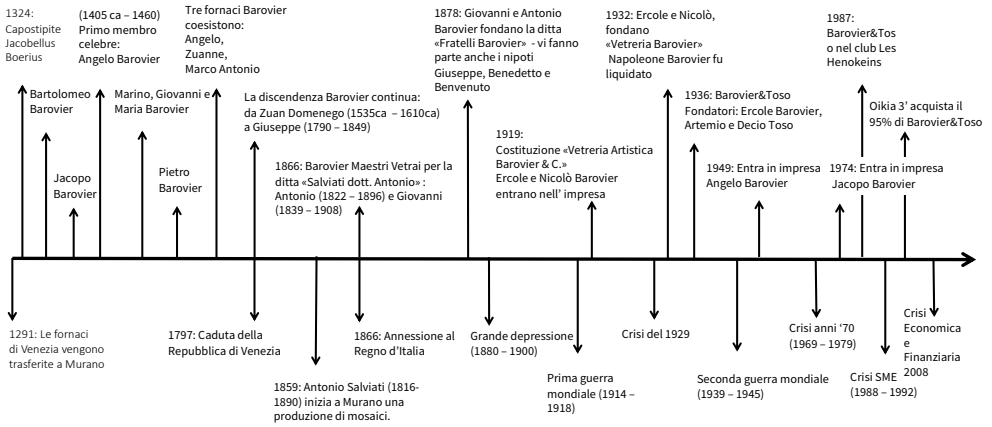 1324:
Capostipite
Jacobellus
Boerius
(1405 ca – 1460)
Primo membro
celebre:
Angelo Barovier
Tre fornaci Barovier
coesistono:
Angelo,
Zuanne,
Marco Antonio
1878: Giovanni e Antonio
Barovier fondano la ditta
«Fratelli Barovier» - vi fanno
parte anche i nipoti
Giuseppe, Benedetto e
Benvenuto
1932: Ercole e Nicolò,
fondano
«Vetreria Barovier»
Napoleone Barovier fu
liquidato
1987:
Barovier&Tos
o nel club Les
Henokeins
Bartolomeo
Barovier
Marino, Giovanni e
Maria Barovier
La discendenza Barovier continua:
da Zuan Domenego (1535ca – 1610ca)
a Giuseppe (1790 – 1849)
1936: Barovier&Toso
Fondatori: Ercole Barovier,
Artemio e Decio Toso
Oikia 3’ acquista il
95% di Barovier&Toso
1919:
Costituzione «Vetreria Artistica
Barovier & C.»
Ercole e Nicolò Barovier
entrano nell’ impresa
Jacopo
Barovier
Pietro
Barovier
1866: Barovier Maestri Vetrai per la
ditta «Salviati dott. Antonio» :
Antonio (1822 – 1896) e Giovanni
(1839 – 1908)
1949: Entra in impresa
Angelo Barovier
1974: Entra in impresa
Jacopo Barovier
1291: Le fornaci
di Venezia vengono
trasferite a Murano
1797: Caduta della
Repubblica di Venezia
1859: Antonio Salviati (1816-
1890) inizia a Murano una
produzione di mosaici.
1866: Annessione al
Regno d’Italia
Grande depressione
(1880 – 1900)
Prima guerra
mondiale (1914 –
1918)
Crisi del 1929
Seconda guerra mondiale
(1939 – 1945)
Crisi anni ‘70
(1969 – 1979)
Crisi SME
(1988 – 1992)
Crisi
Economica
e
Finanziaria
2008